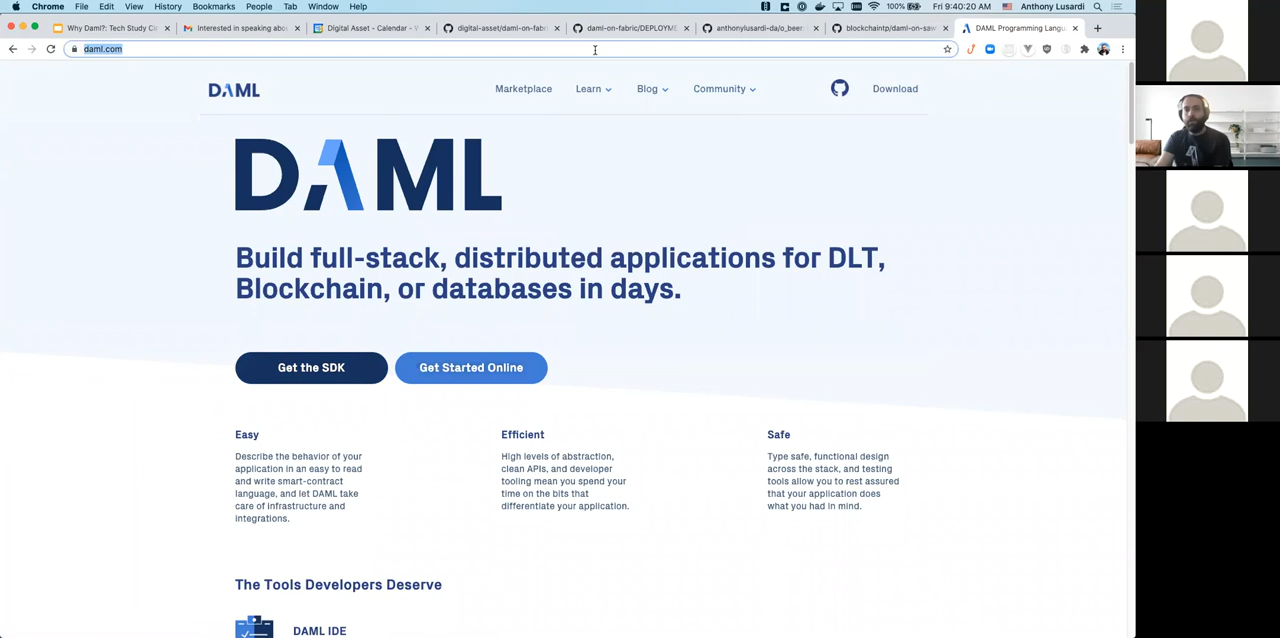 Chrome File Edit View History Bookmarks People Tab Window Help 100% Fri 9:40:20 AM Anthony Lusardi
Why Daml?: Tech Study Ci
Interested in speaking abou
Digital Asset - Calendar - V
digital-asset/daml-on-fab
daml-on-fabric/DEPLOYME
anthonylusardi-da/o_beer
blockchaintp/daml-on-saw
DAML Programming Langu
daml.com
DAML
Marketplace Learn Blog Community Download
DAML
Build full-stack, distributed applications for DLT,
Blockchain, or databases in days.
Get the SDK
Get Started Online
Easy
Describe the behavior of your
application in an easy to read
and write smart-contract
language, and let DAML take
care of infrastructure and
integrations.
Efficient
High levels of abstraction,
clean APIs, and developer
tooling mean you spend your
time on the bits that
differentiate your application.
Safe
Type safe, functional design
across the stack, and testing
tools allow you to rest assured
that your application does
what you had in mind.
The Tools Developers Deserve
DAML IDE